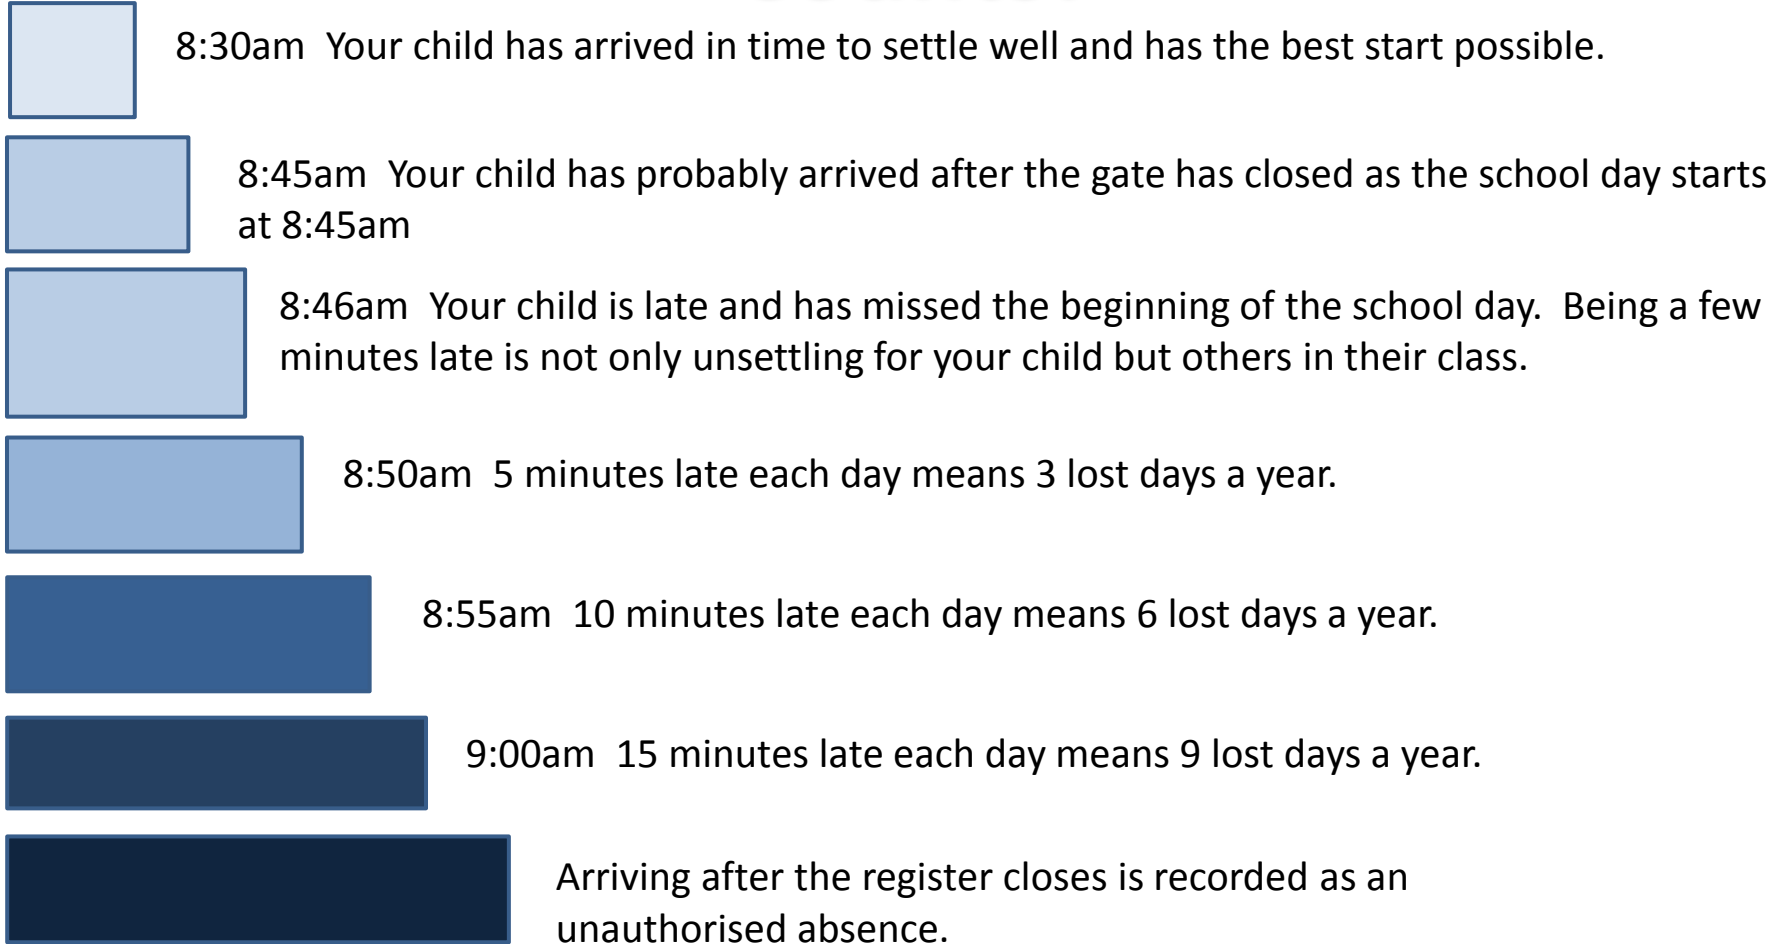 8:30am  Your child has arrived in time to settle well and has the best start possible.
8:45am  Your child has probably arrived after the gate has closed as the school day starts
at 8:45am
8:46am  Your child is late and has missed the beginning of the school day.  Being a few
minutes late is not only unsettling for your child but others in their class.
8:50am  5 minutes late each day means 3 lost days a year.
8:55am  10 minutes late each day means 6 lost days a year.
9:00am  15 minutes late each day means 9 lost days a year.
Arriving after the register closes is recorded as an
unauthorised absence.